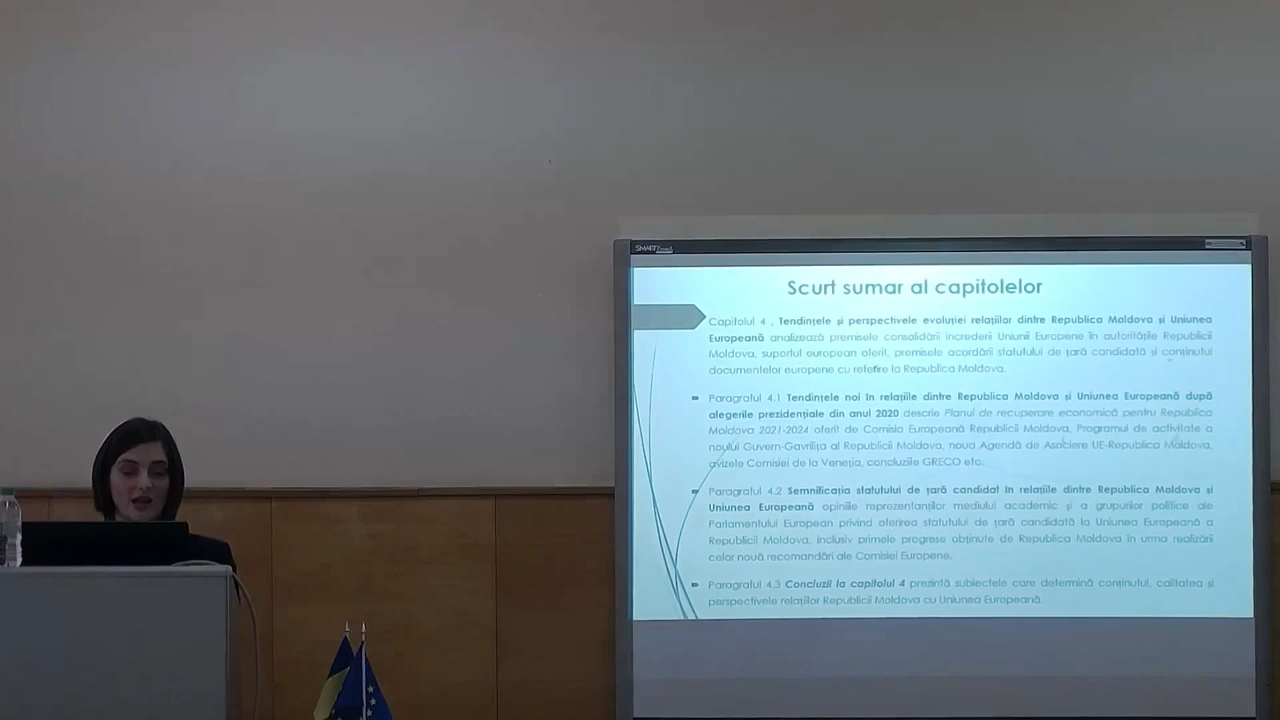 SMART Board
Scurt sumar al capitolelor
Capitolul 4 , Tendințele și perspectivele evoluției relațiilor dintre Republica Moldova și Uniunea
Europeană analizează premisele consolidării încrederii Uniunii Europene în autoritățile Republicii
Moldova, suportul european oferit, premisele acordării statutului de țară candidată și conținutul
documentelor europene cu referire la Republica Moldova.
Paragraful 4.1 Tendințele noi în relațiile dintre Republica Moldova și Uniunea Europeană după
alegerile prezidențiale din anul 2020 descrie Planul de recuperare economică pentru Republica
Moldova 2021-2024 oferit de Comisia Europeană Republicii Moldova, Programul de activitate a
noului Guvern-Gavrilița al Republicii Moldova, noua Agendă de Asociere UE-Republica Moldova,
avizele Comisiei de la Veneția, concluziile GRECO etc.
Paragraful 4.2 Semnificația statutului de țară candidat în relațiile dintre Republica Moldova și
Uniunea Europeană opiniile reprezentanților mediului academic și a grupurilor politice ale
Parlamentului European privind oferirea statutului de țară candidată la Uniunea Europeană a
Republicii Moldova, inclusiv primele progrese obținute de Republica Moldova în urma realizării
celor nouă recomandări ale Comisiei Europene.
Paragraful 4.3 Concluzii la capitolul 4 prezintă subiectele care determină conținutul, calitatea și
perspectivele relațiilor Republicii Moldova cu Uniunea Europeană.